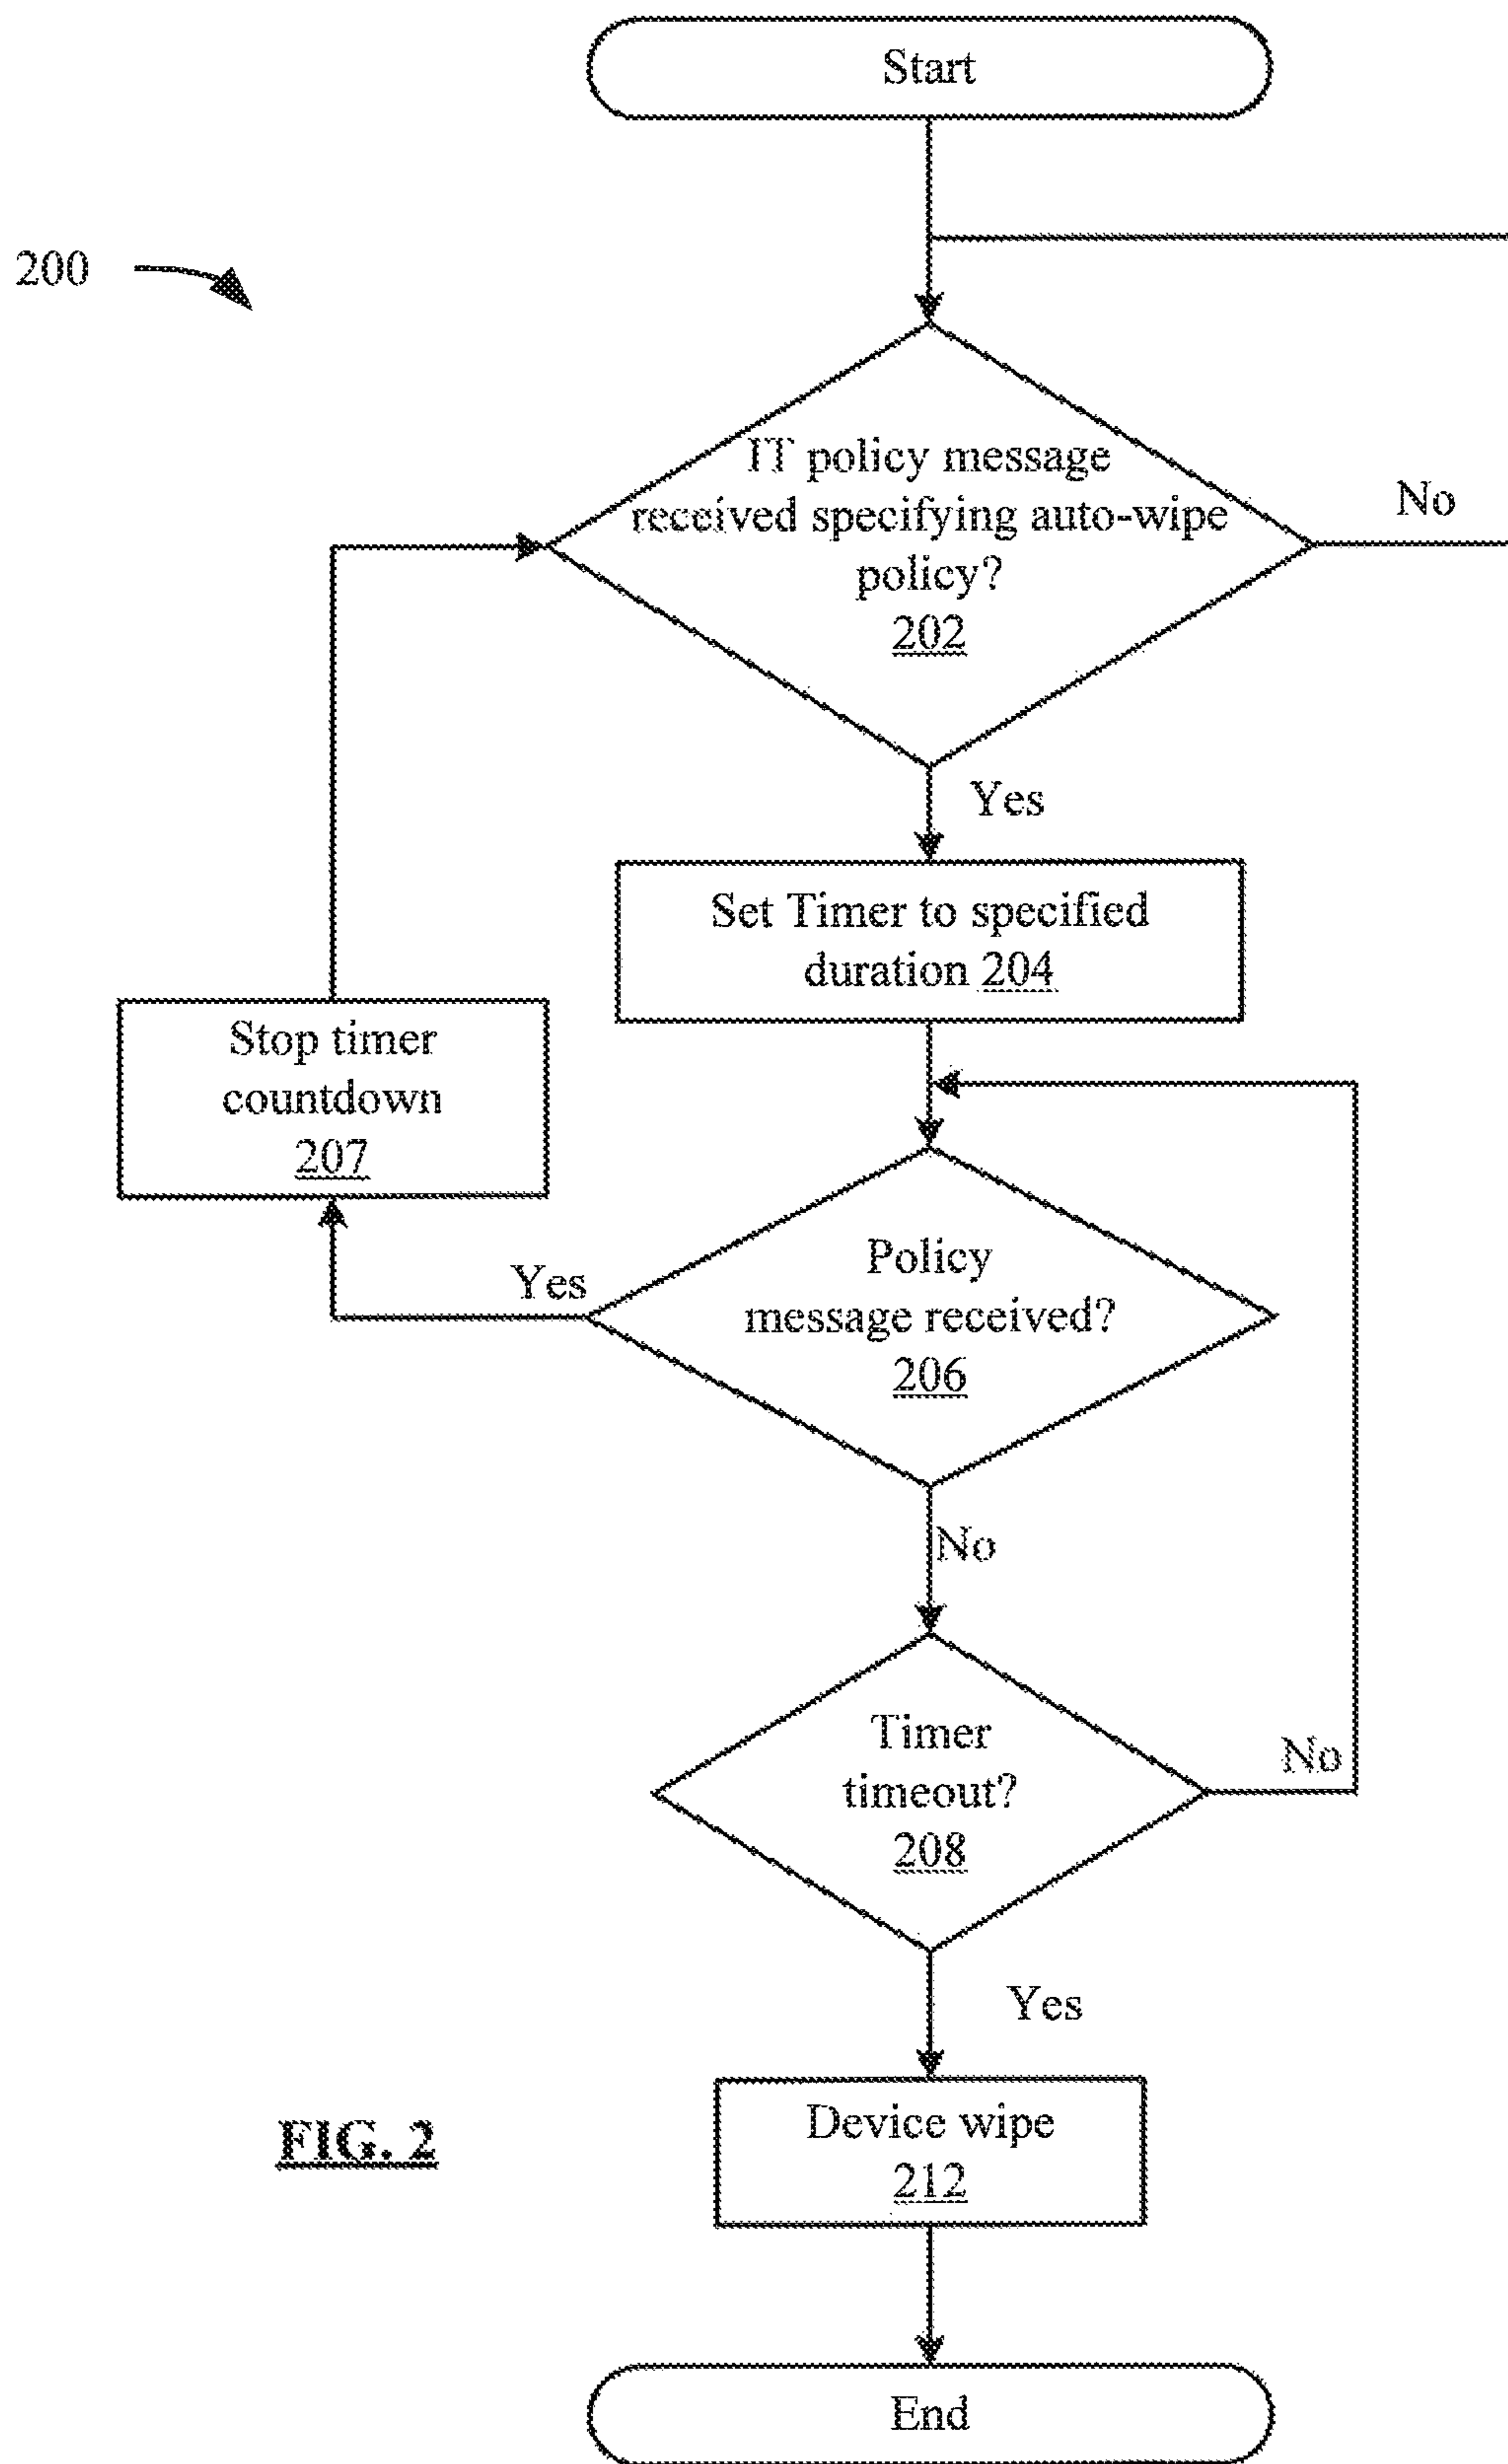 Start
200
IT policy message
received specifying auto-wipe
policy?
202
No
Yes
Set Timer to specified
duration 204
Stop timer
countdown
207
Policy
message received?
206
Yes
No
Timer
timeout?
208
No
Yes
Device wipe
212
FIG. 2
End